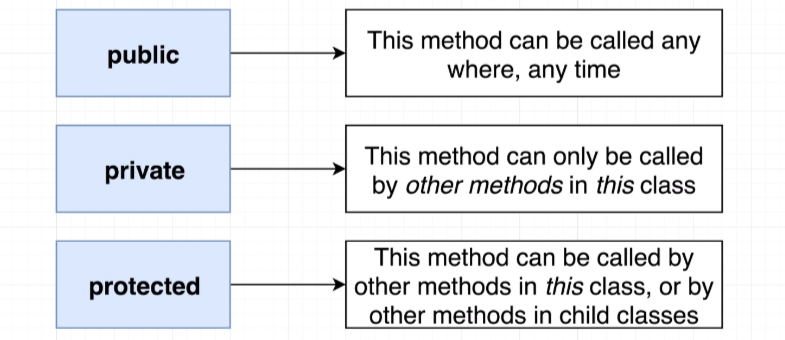 public
This method can be called any
where, any time
private
This method can only be called
by other methods in this class
protected
This method can be called by
other methods in this class, or by
other methods in child classes